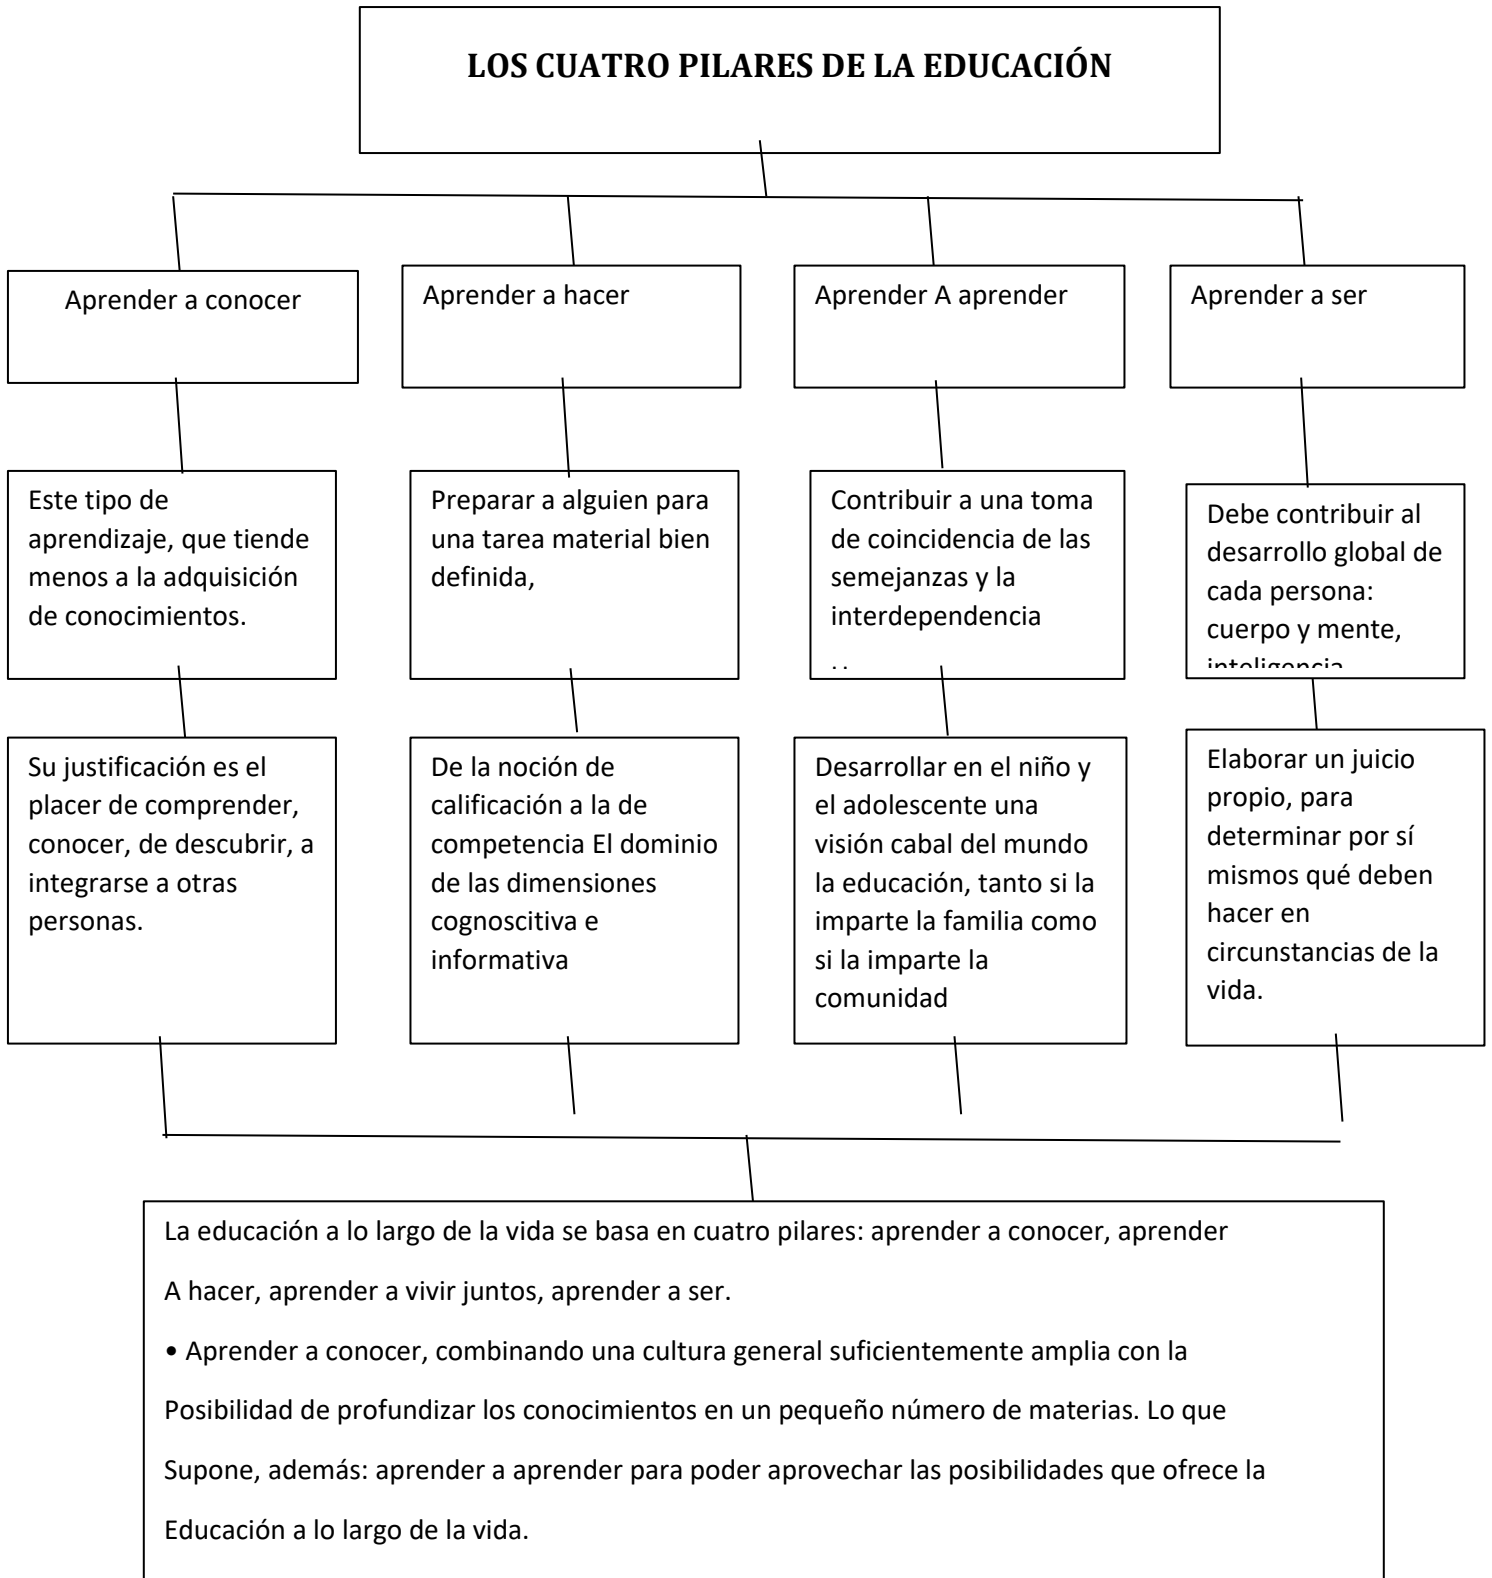 LOS CUATRO PILARES DE LA EDUCACIÓN
Aprender a conocer
Aprender a hacer
Aprender A aprender
Aprender a ser
Este tipo de
aprendizaje, que tiende
menos a la adquisición
de conocimientos.
Preparar a alguien para
una tarea material bien
definida,
Contribuir a una toma
de coincidencia de las
semejanzas y la
interdependencia
Debe contribuir al
desarrollo global de
cada persona:
cuerpo y mente,
inteligencia
Su justificación es el
placer de comprender,
conocer, de descubrir, a
integrarse a otras
personas.
De la noción de
calificación a la de
competencia El dominio
de las dimensiones
cognoscitiva e
informativa
Desarrollar en el niño y
el adolescente una
visión cabal del mundo
la educación, tanto si la
imparte la familia como
si la imparte la
comunidad
Elaborar un juicio
propio, para
determinar por sí
mismos qué deben
hacer en
circunstancias de la
vida.
La educación a lo largo de la vida se basa en cuatro pilares: aprender a conocer, aprender
A hacer, aprender a vivir juntos, aprender a ser.
• Aprender a conocer, combinando una cultura general suficientemente amplia con la
Posibilidad de profundizar los conocimientos en un pequeño número de materias. Lo que
Supone, además: aprender a aprender para poder aprovechar las posibilidades que ofrece la
Educación a lo largo de la vida.